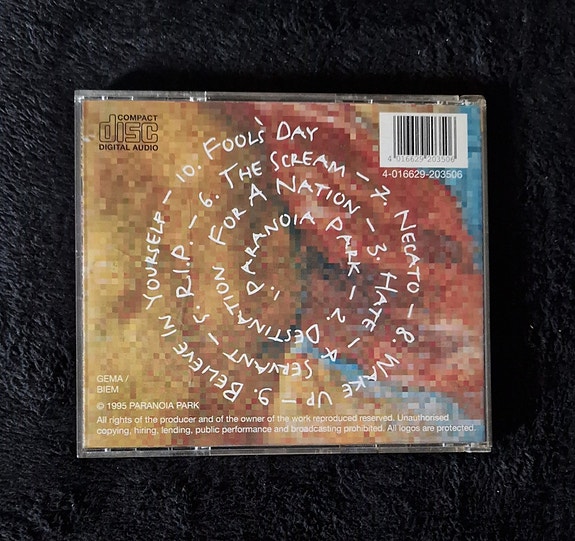 COMPACT
disc
DIGITAL AUDIO
4 016629 203506
4-016629-203506
1. PARANOIA PARK – 2. DESTINATION FOR A NATION – 3. HATE – 4. SERVANT – 5. R.I.P. – 6. THE SCREAM – 7. NECATO – 8. WAKE UP – 9. BELIEVE IN YOURSELF – 10. FOOL'S DAY
GEMA /
BIEM
© 1995 PARANOIA PARK
All rights of the producer and of the owner of the work reproduced reserved. Unauthorised
copying, hiring, lending, public performance and broadcasting prohibited. All logos are protected.